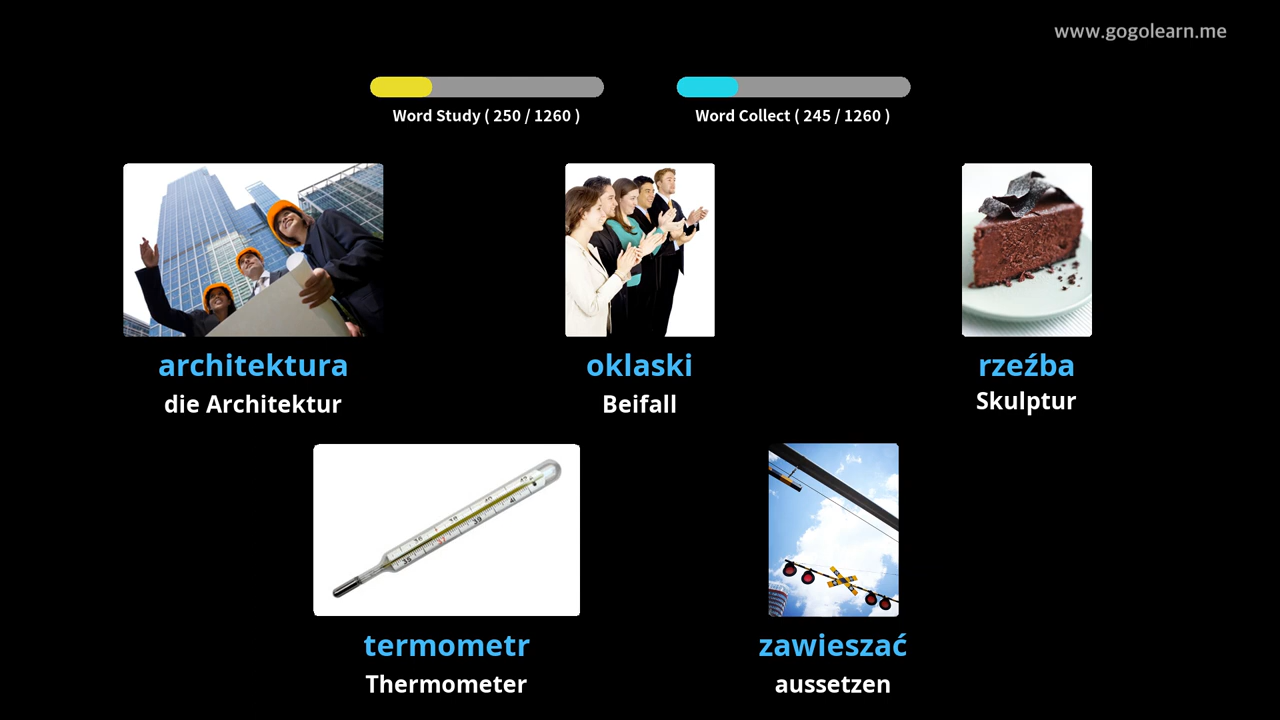 www.gogolearn.me
Word Study ( 250 / 1260 )
Word Collect ( 245 / 1260 )
architektura
die Architektur
oklaski
Beifall
rzeźba
Skulptur
termometr
Thermometer
zawieszać
aussetzen